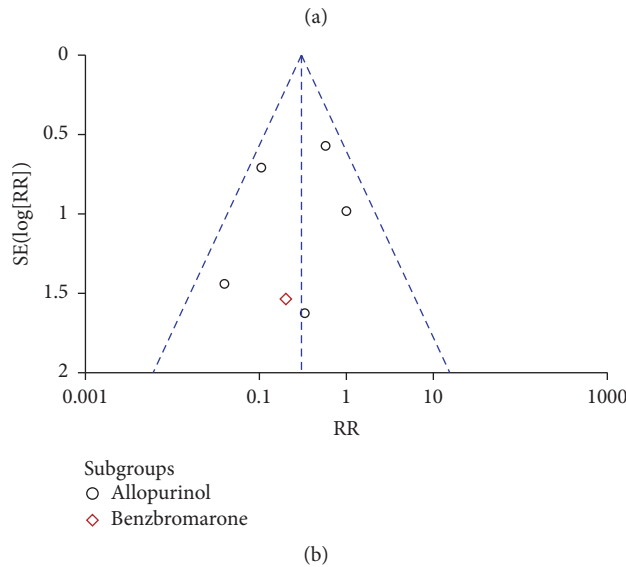 (a)
0
0.5
1
1.5
2
SE(log[RR])
0.001 0.1 1 10 1000
RR
Subgroups
Allopurinol
Benzbromarone
(b)